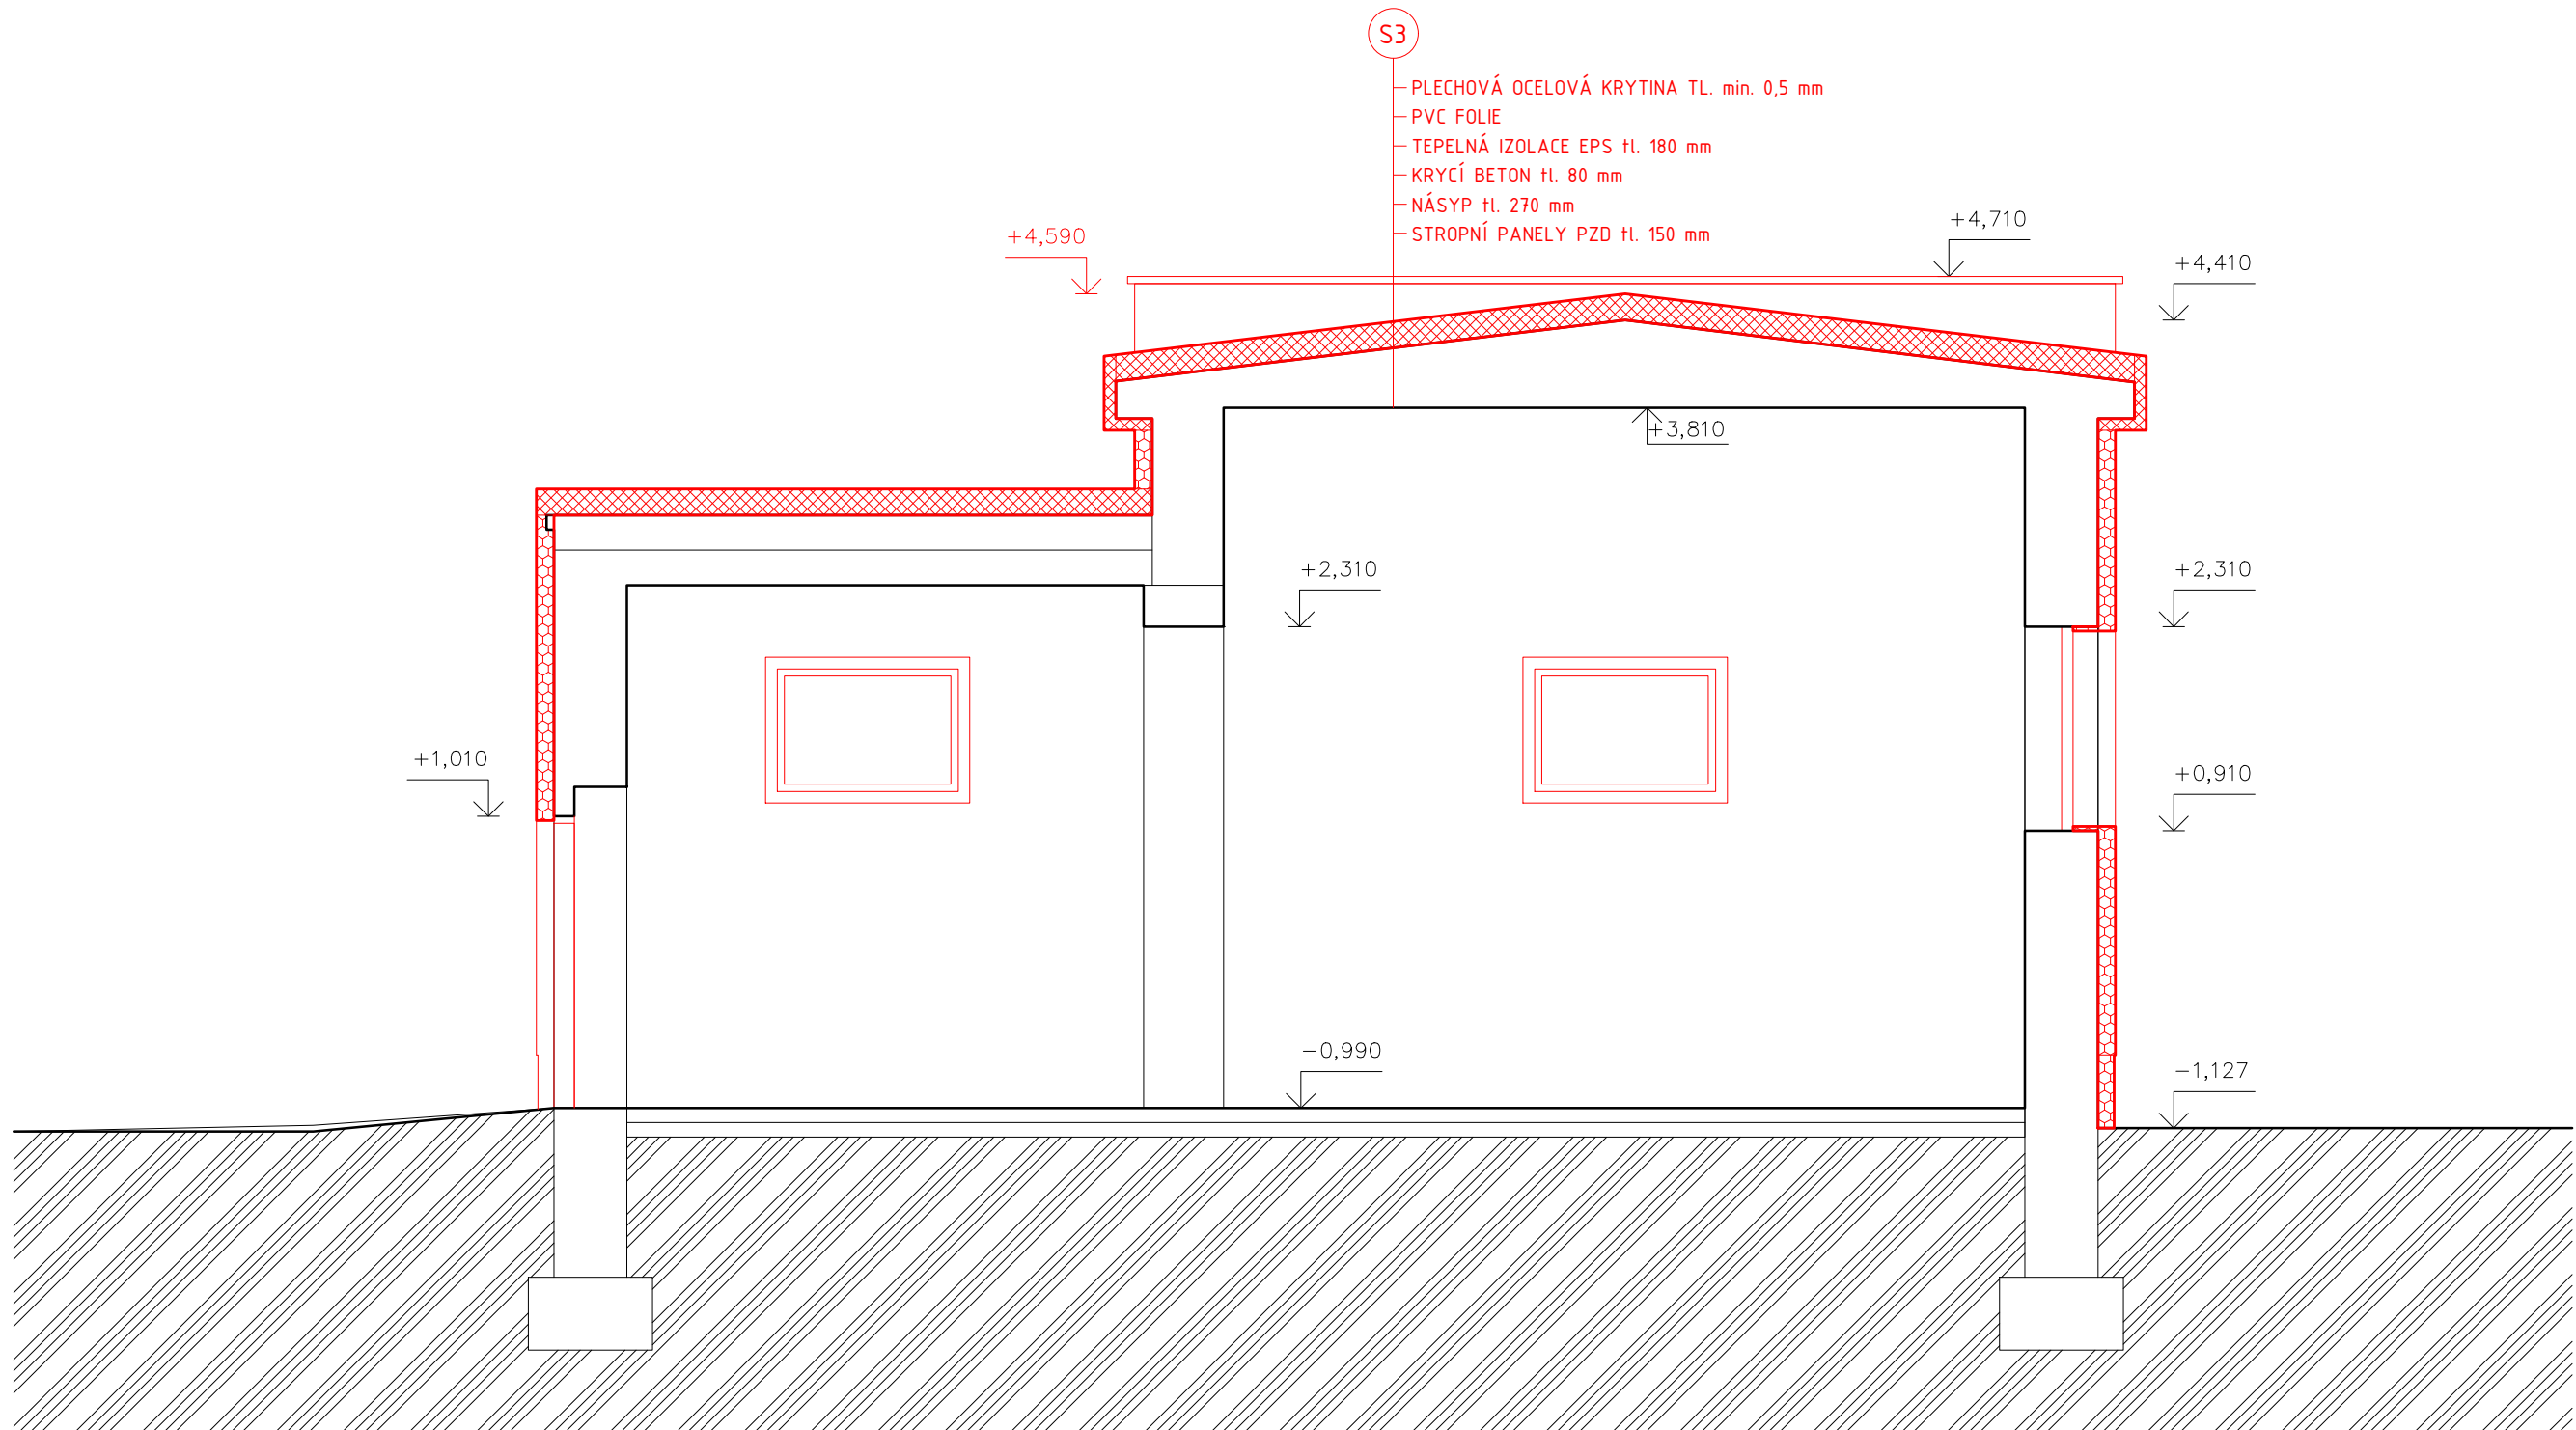 S3
PLECHOVÁ OCELOVÁ KRYTINA TL. min. 0,5 mm
PVC FOLIE
TEPELNÁ IZOLACE EPS tl. 180 mm
KRYCÍ BETON tl. 80 mm
NÁSYP tl. 270 mm
STROPNÍ PANELY PZD tl. 150 mm
+4,590
+4,710
+4,410
+3,810
+2,310
+2,310
+1,010
+0,910
-0,990
-1,127